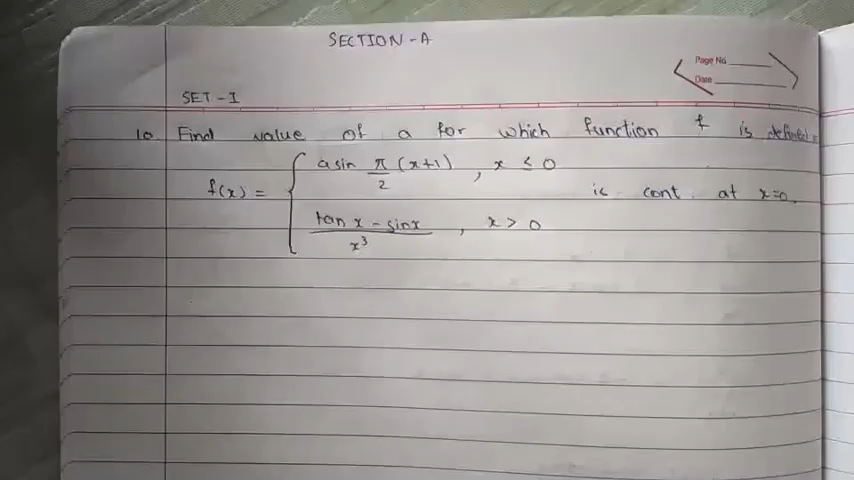 SECTION - A
Page No
Date
SET - I
10. Find value of a for which function f is defined =
f(x) = { a sin π/2 (x+1) , x ≤ 0
is cont. at x=0.
tan x - sin x / x³ , x > 0